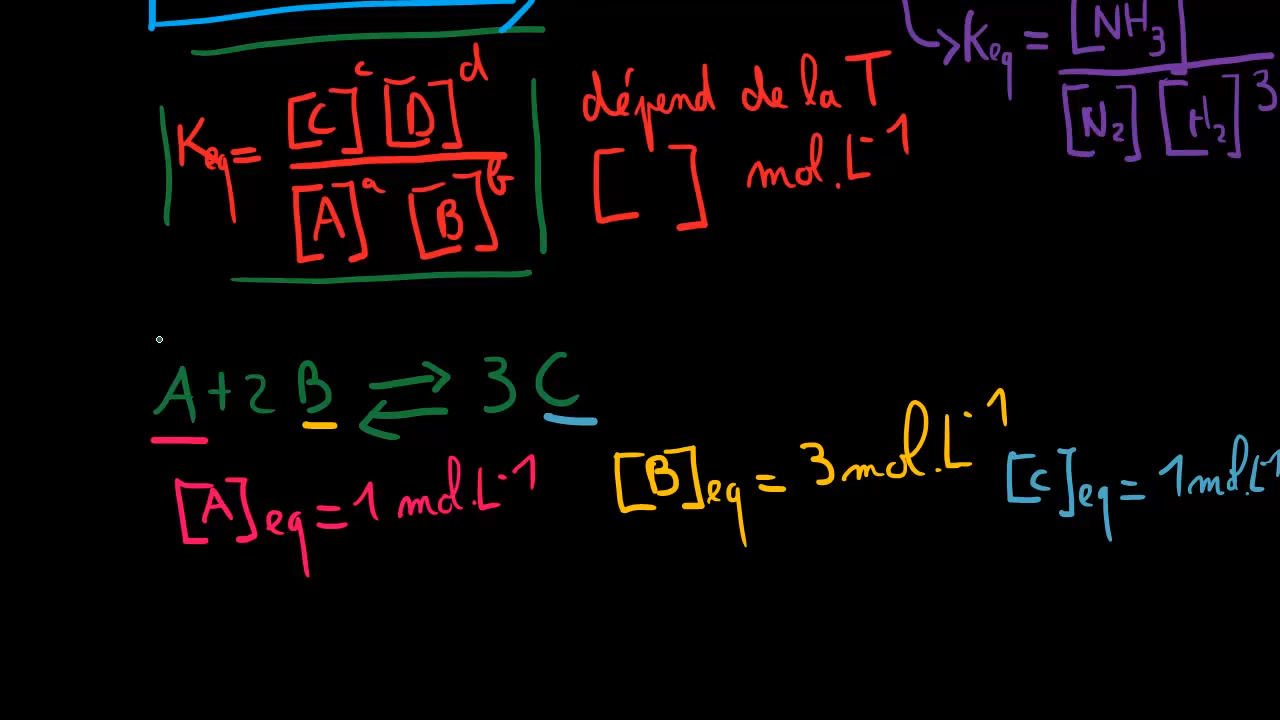 Keq = [C]^c [D]^d / [A]^a [B]^b
dépend de la T
[ ] mol.L^-1
Keq = [NH3] / [N2] [H2]^3
A + 2 B ⇄ 3 C
[A]eq = 1 mol.L^-1
[B]eq = 3 mol.L^-1
[C]eq = 1 mol.L^-1